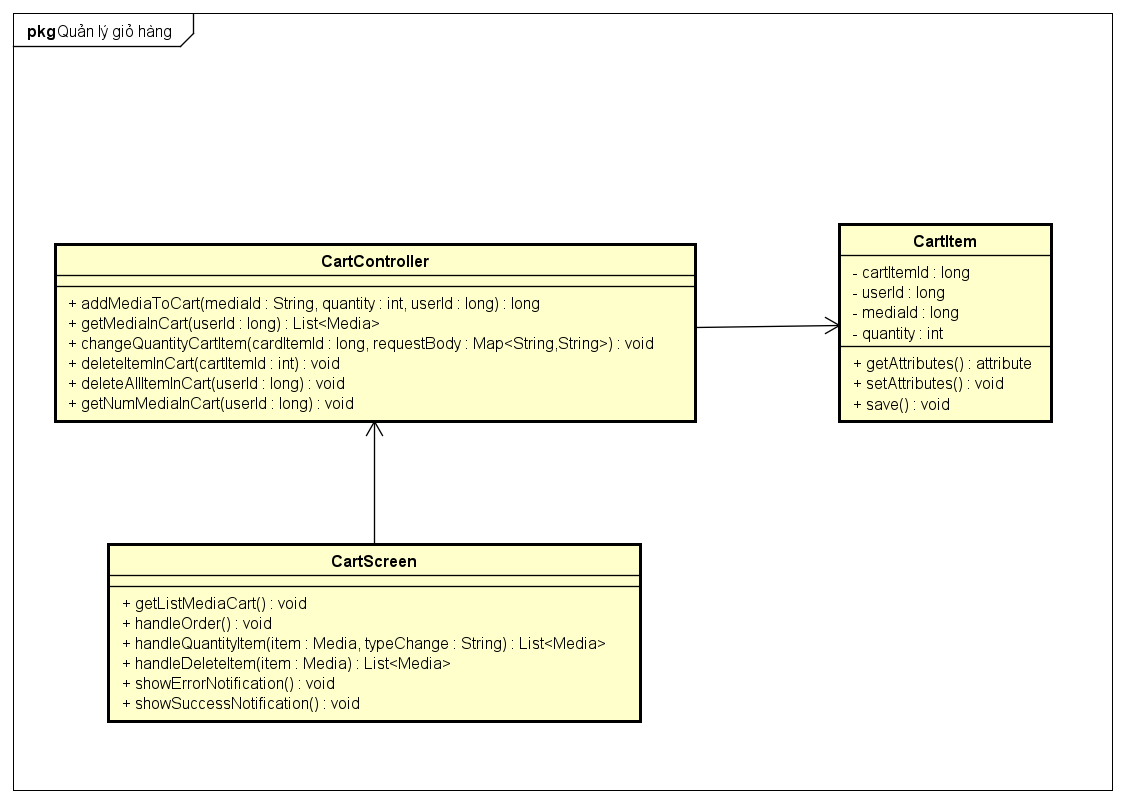 pkg Quản lý giỏ hàng
CartController
+ addMediaToCart(mediaId : String, quantity : int, userId : long) : long
+ getMediaInCart(userId : long) : List<Media>
+ changeQuantityCartItem(cardItemId : long, requestBody : Map<String,String>) : void
+ deleteItemInCart(cartItemId : int) : void
+ deleteAllItemInCart(userId : long) : void
+ getNumMediaInCart(userId : long) : void
CartItem
- cartItemId : long
- userId : long
- mediaId : long
- quantity : int
+ getAttributes() : attribute
+ setAttributes() : void
+ save() : void
CartScreen
+ getListMediaCart() : void
+ handleOrder() : void
+ handleQuantityItem(item : Media, typeChange : String) : List<Media>
+ handleDeleteItem(item : Media) : List<Media>
+ showErrorNotification() : void
+ showSuccessNotification() : void